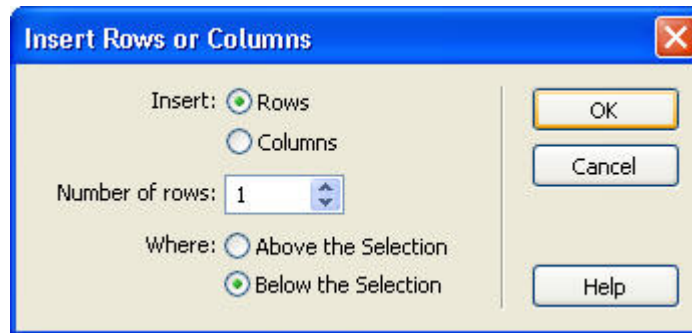 Insert Rows or Columns
Insert: Rows
Columns
Number of rows: 1
Where: Above the Selection
Below the Selection
OK
Cancel
Help